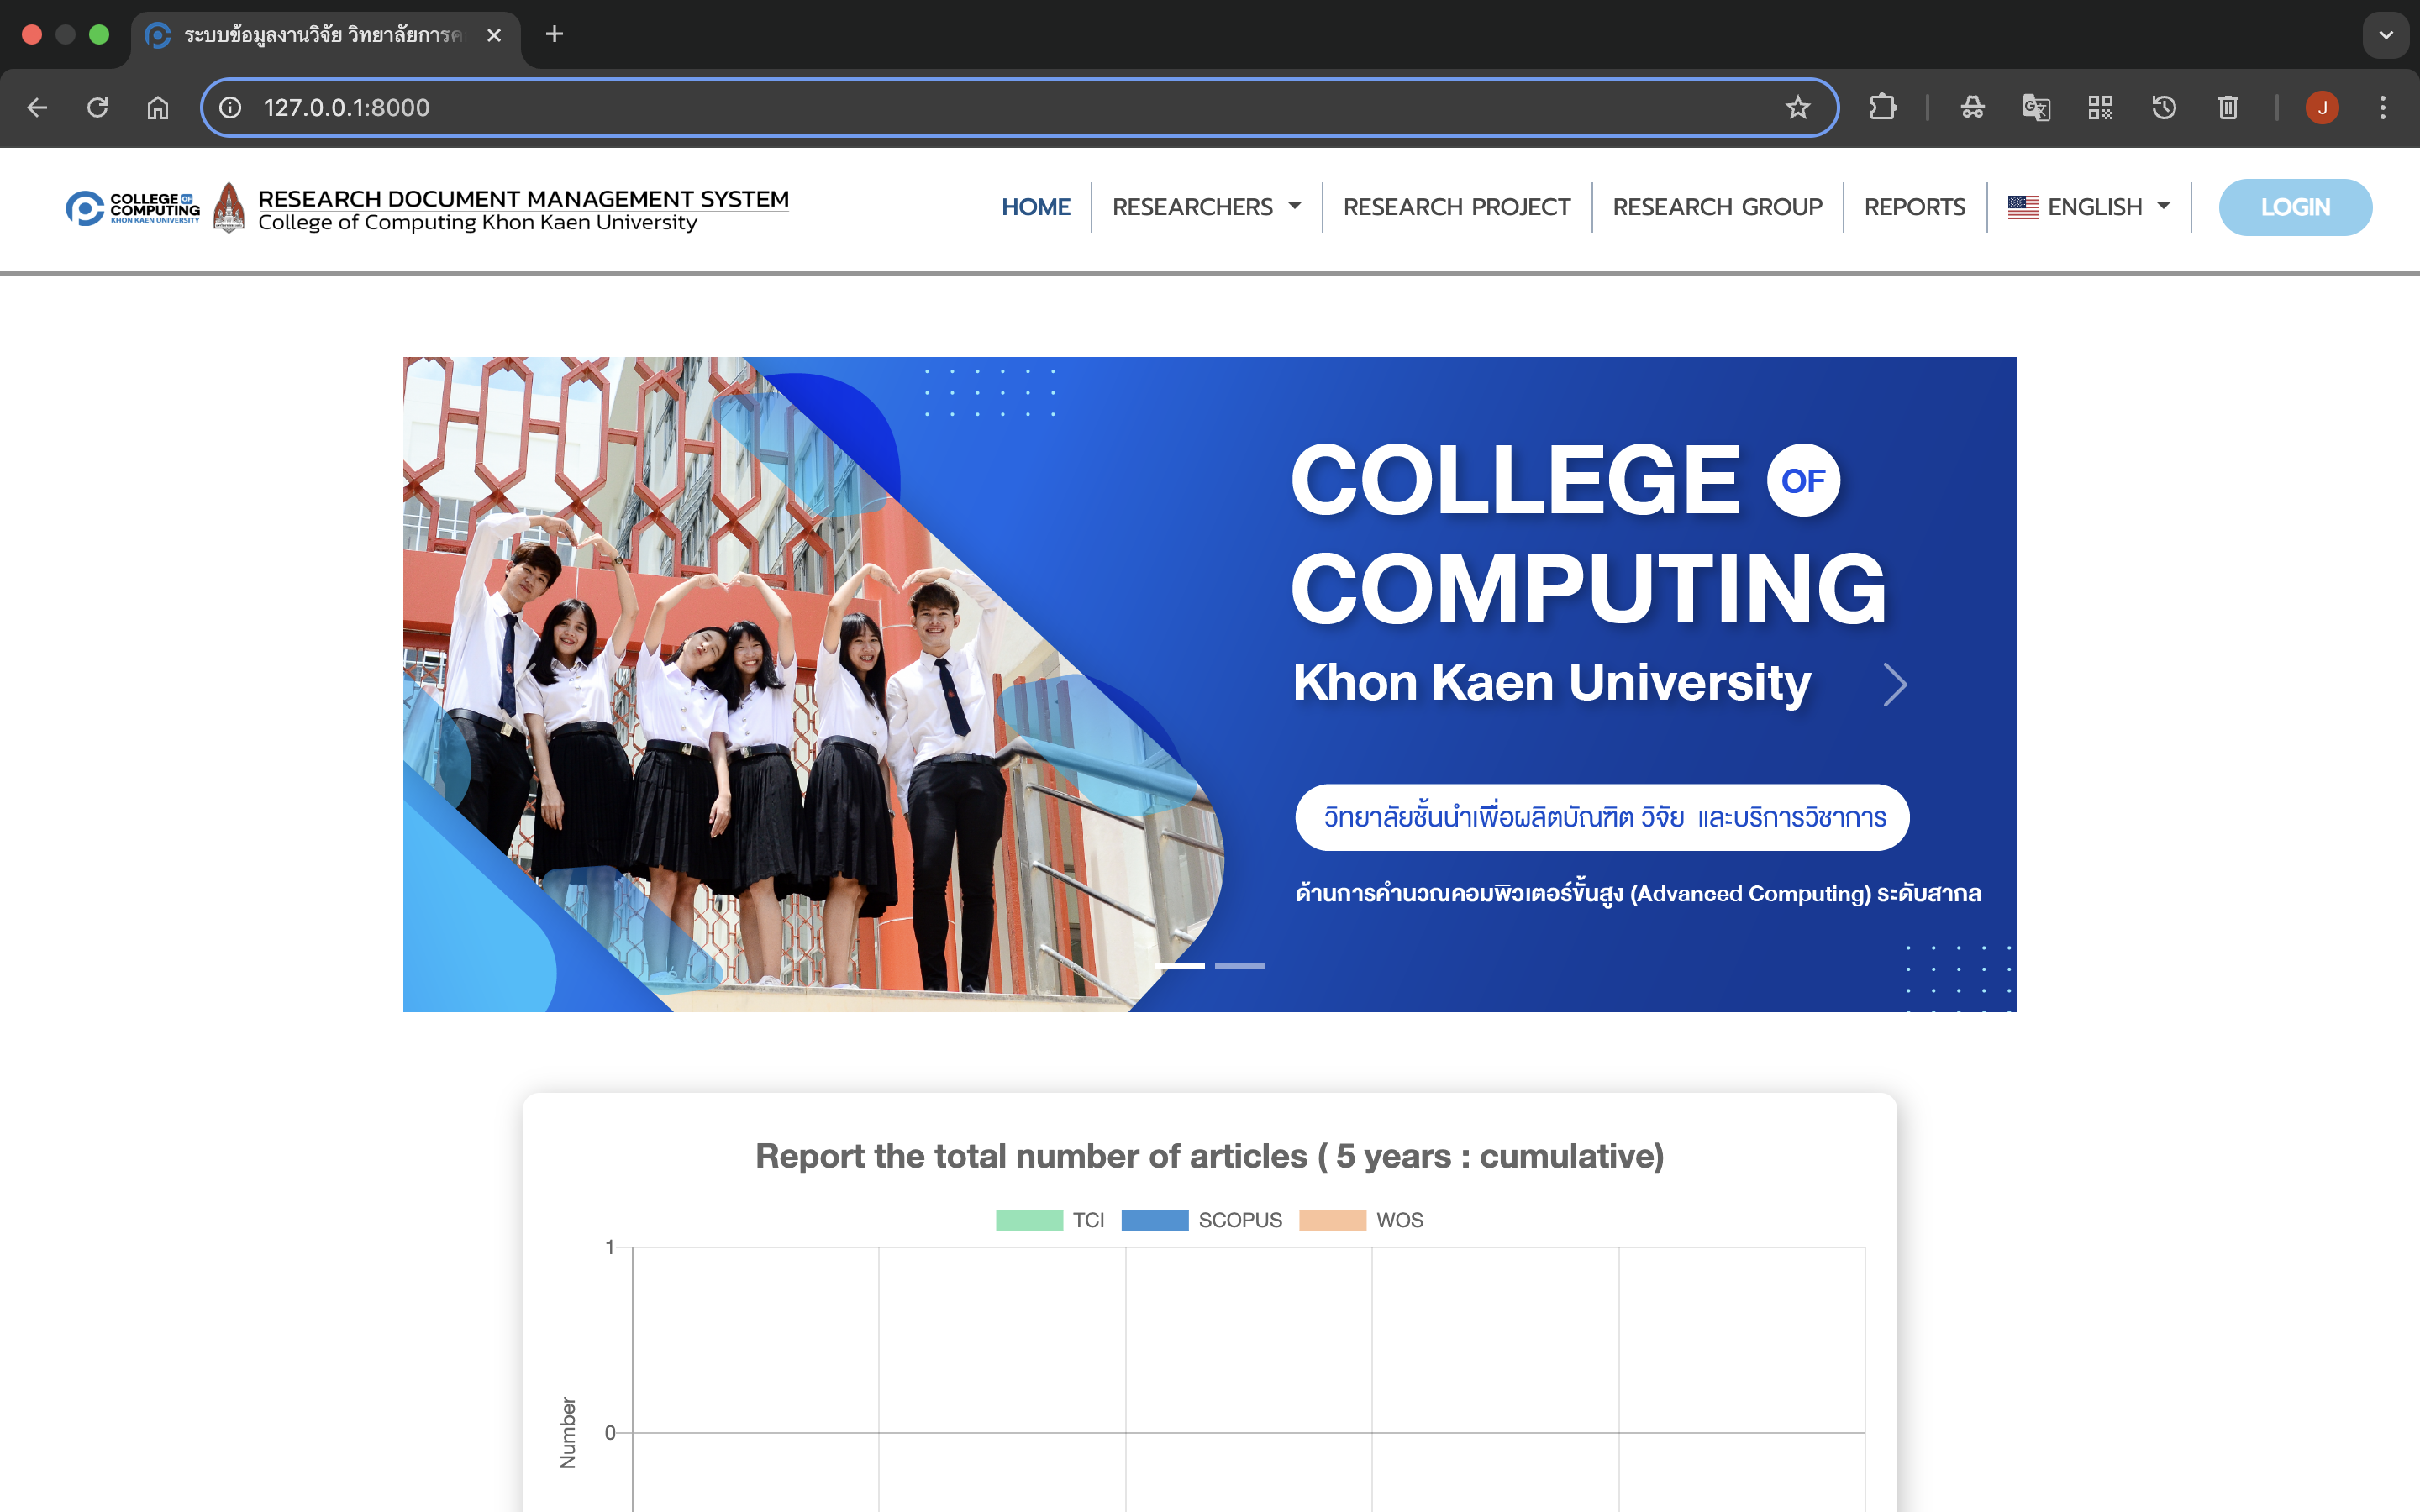 ระบบข้อมูลงานวิจัย วิทยาลัยการค
127.0.0.1:8000
J
COLLEGE OF
COMPUTING
KHON KAEN UNIVERSITY
RESEARCH DOCUMENT MANAGEMENT SYSTEM
College of Computing Khon Kaen University
HOME
RESEARCHERS
RESEARCH PROJECT
RESEARCH GROUP
REPORTS
ENGLISH
LOGIN
COLLEGE OF
COMPUTING
Khon Kaen University
วิทยาลัยชั้นนำเพื่อผลิตบัณฑิต วิจัย และบริการวิชาการ
ด้านการคำนวณคอมพิวเตอร์ขั้นสูง (Advanced Computing) ระดับสากล
Report the total number of articles ( 5 years : cumulative)
TCI SCOPUS WOS
1
0
Number